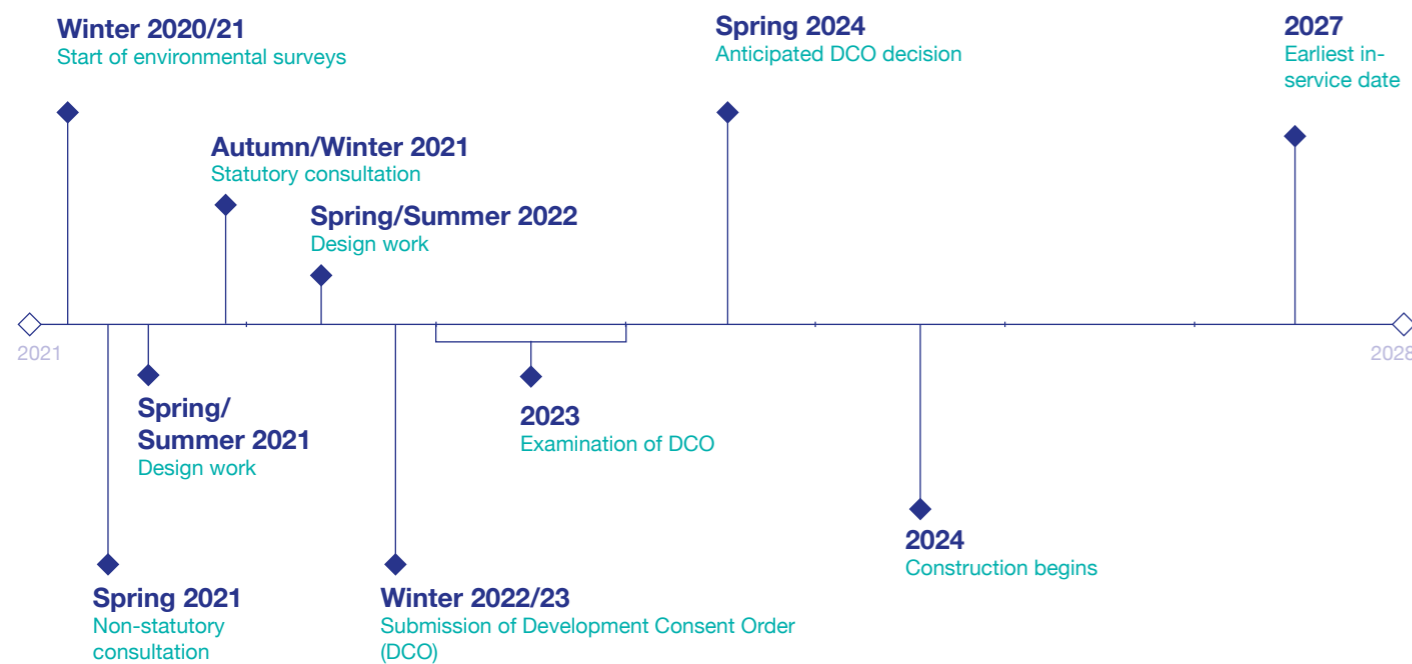 Winter 2020/21
Start of environmental surveys
Spring 2024
Anticipated DCO decision
2027
Earliest in-
service date
Autumn/Winter 2021
Statutory consultation
Spring/Summer 2022
Design work
2021
2028
Spring/
Summer 2021
Design work
2023
Examination of DCO
2024
Construction begins
Spring 2021
Non-statutory
consultation
Winter 2022/23
Submission of Development Consent Order
(DCO)